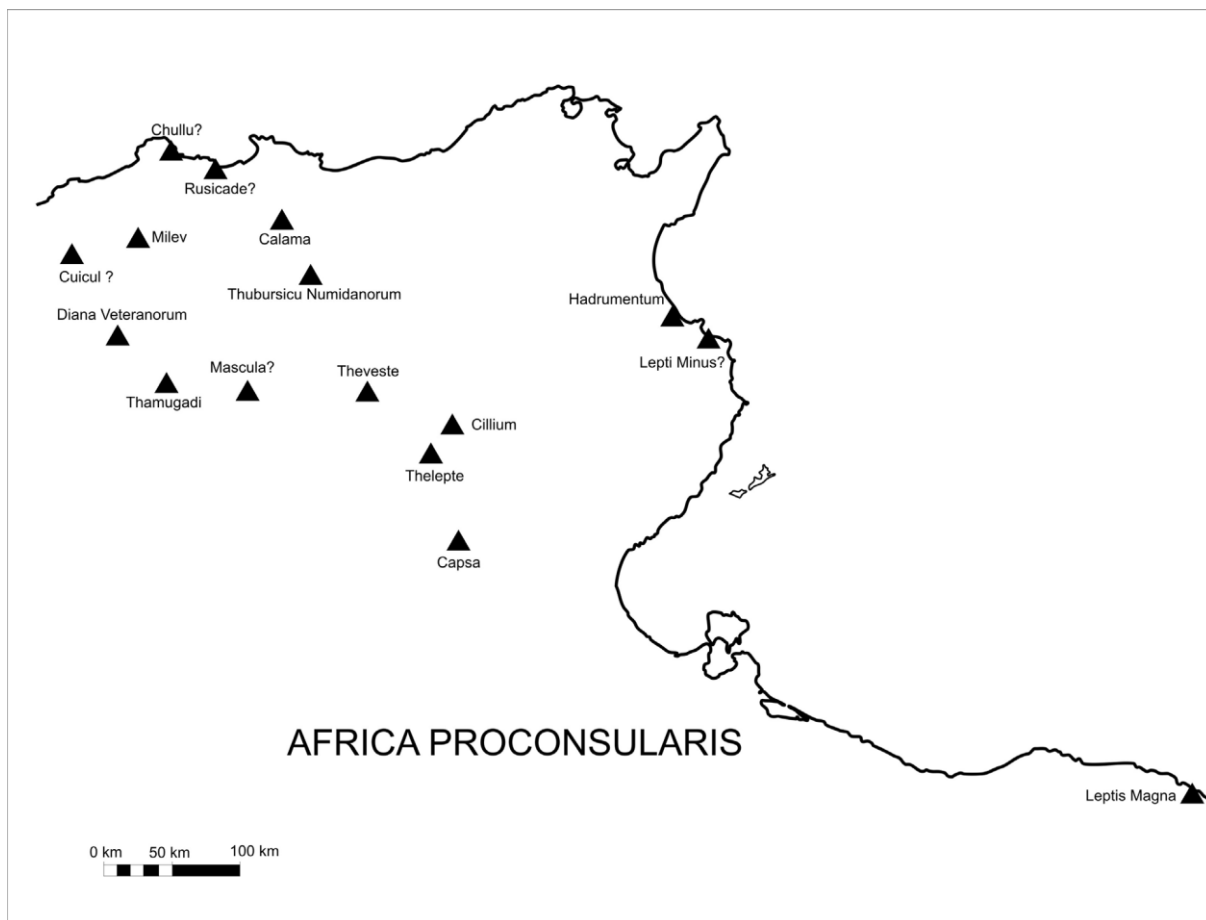 Chullu?
Rusicade?
Milev
Calama
Cuicul ?
Thubursicu Numidanorum
Hadrumentum
Diana Veteranorum
Lepti Minus?
Mascula?
Theveste
Thamugadi
Cillium
Thelepte
Capsa
AFRICA PROCONSULARIS
Leptis Magna
0 km 50 km 100 km